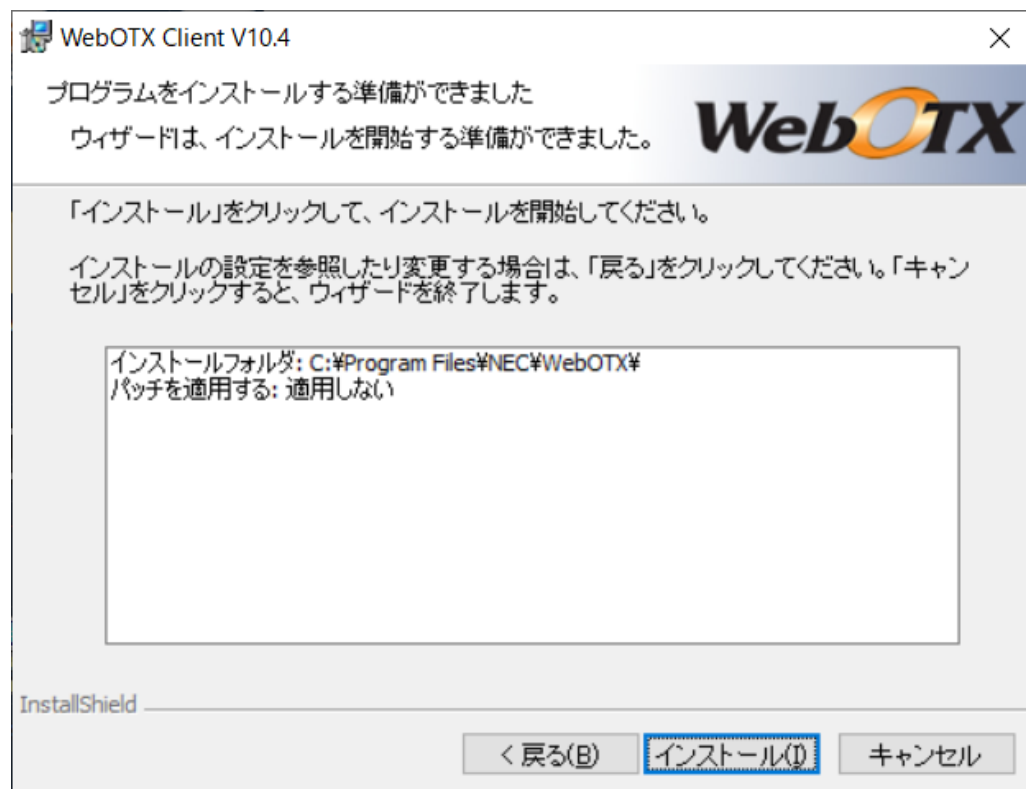 WebOTX Client V10.4
プログラムをインストールする準備ができました
ウィザードは、インストールを開始する準備ができました。
WebOTX
「インストール」をクリックして、インストールを開始してください。
インストールの設定を参照したり変更する場合は、「戻る」をクリックしてください。「キャン
セル」をクリックすると、ウィザードを終了します。
インストールフォルダ: C:¥Program Files¥NEC¥WebOTX¥
パッチを適用する: 適用しない
InstallShield
< 戻る(B)
インストール(I)
キャンセル